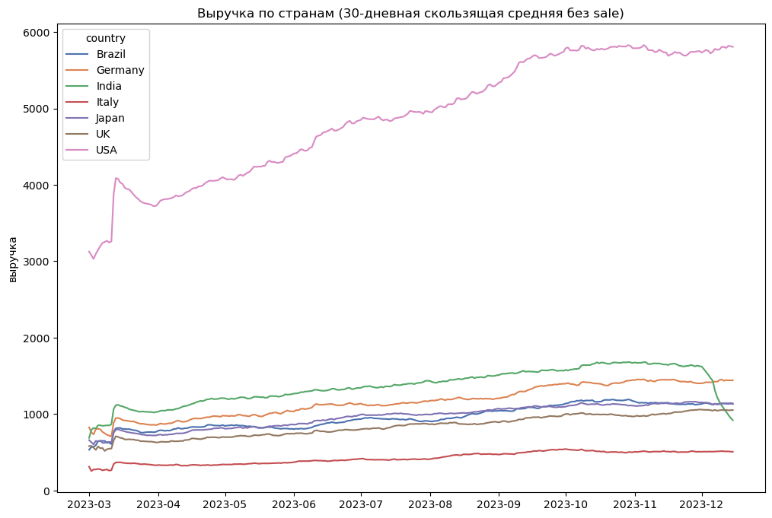 Выручка по странам (30-дневная скользящая средняя без sale)
country
Brazil
Germany
India
Italy
Japan
UK
USA
выручка
6000
5000
4000
3000
2000
1000
0
2023-03 2023-04 2023-05 2023-06 2023-07 2023-08 2023-09 2023-10 2023-11 2023-12